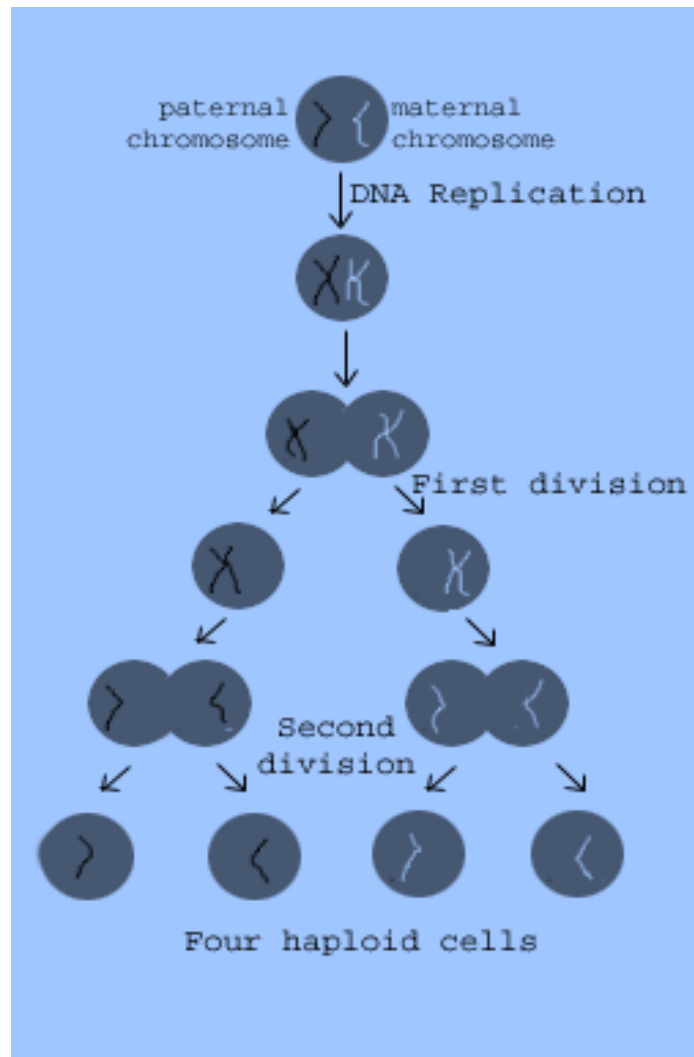 paternal
chromosome
maternal
chromosome
DNA Replication
First division
Second
division
Four haploid cells